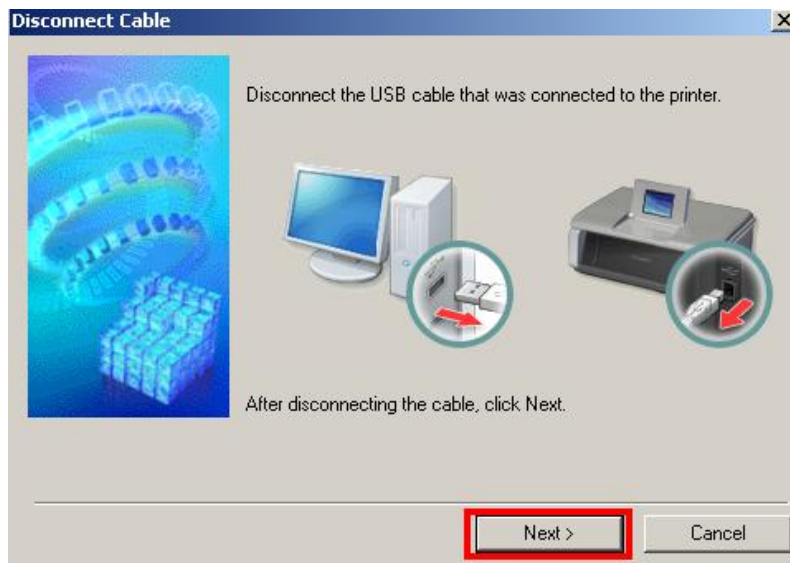 Disconnect Cable
Disconnect the USB cable that was connected to the printer.
After disconnecting the cable, click Next.
Next >
Cancel